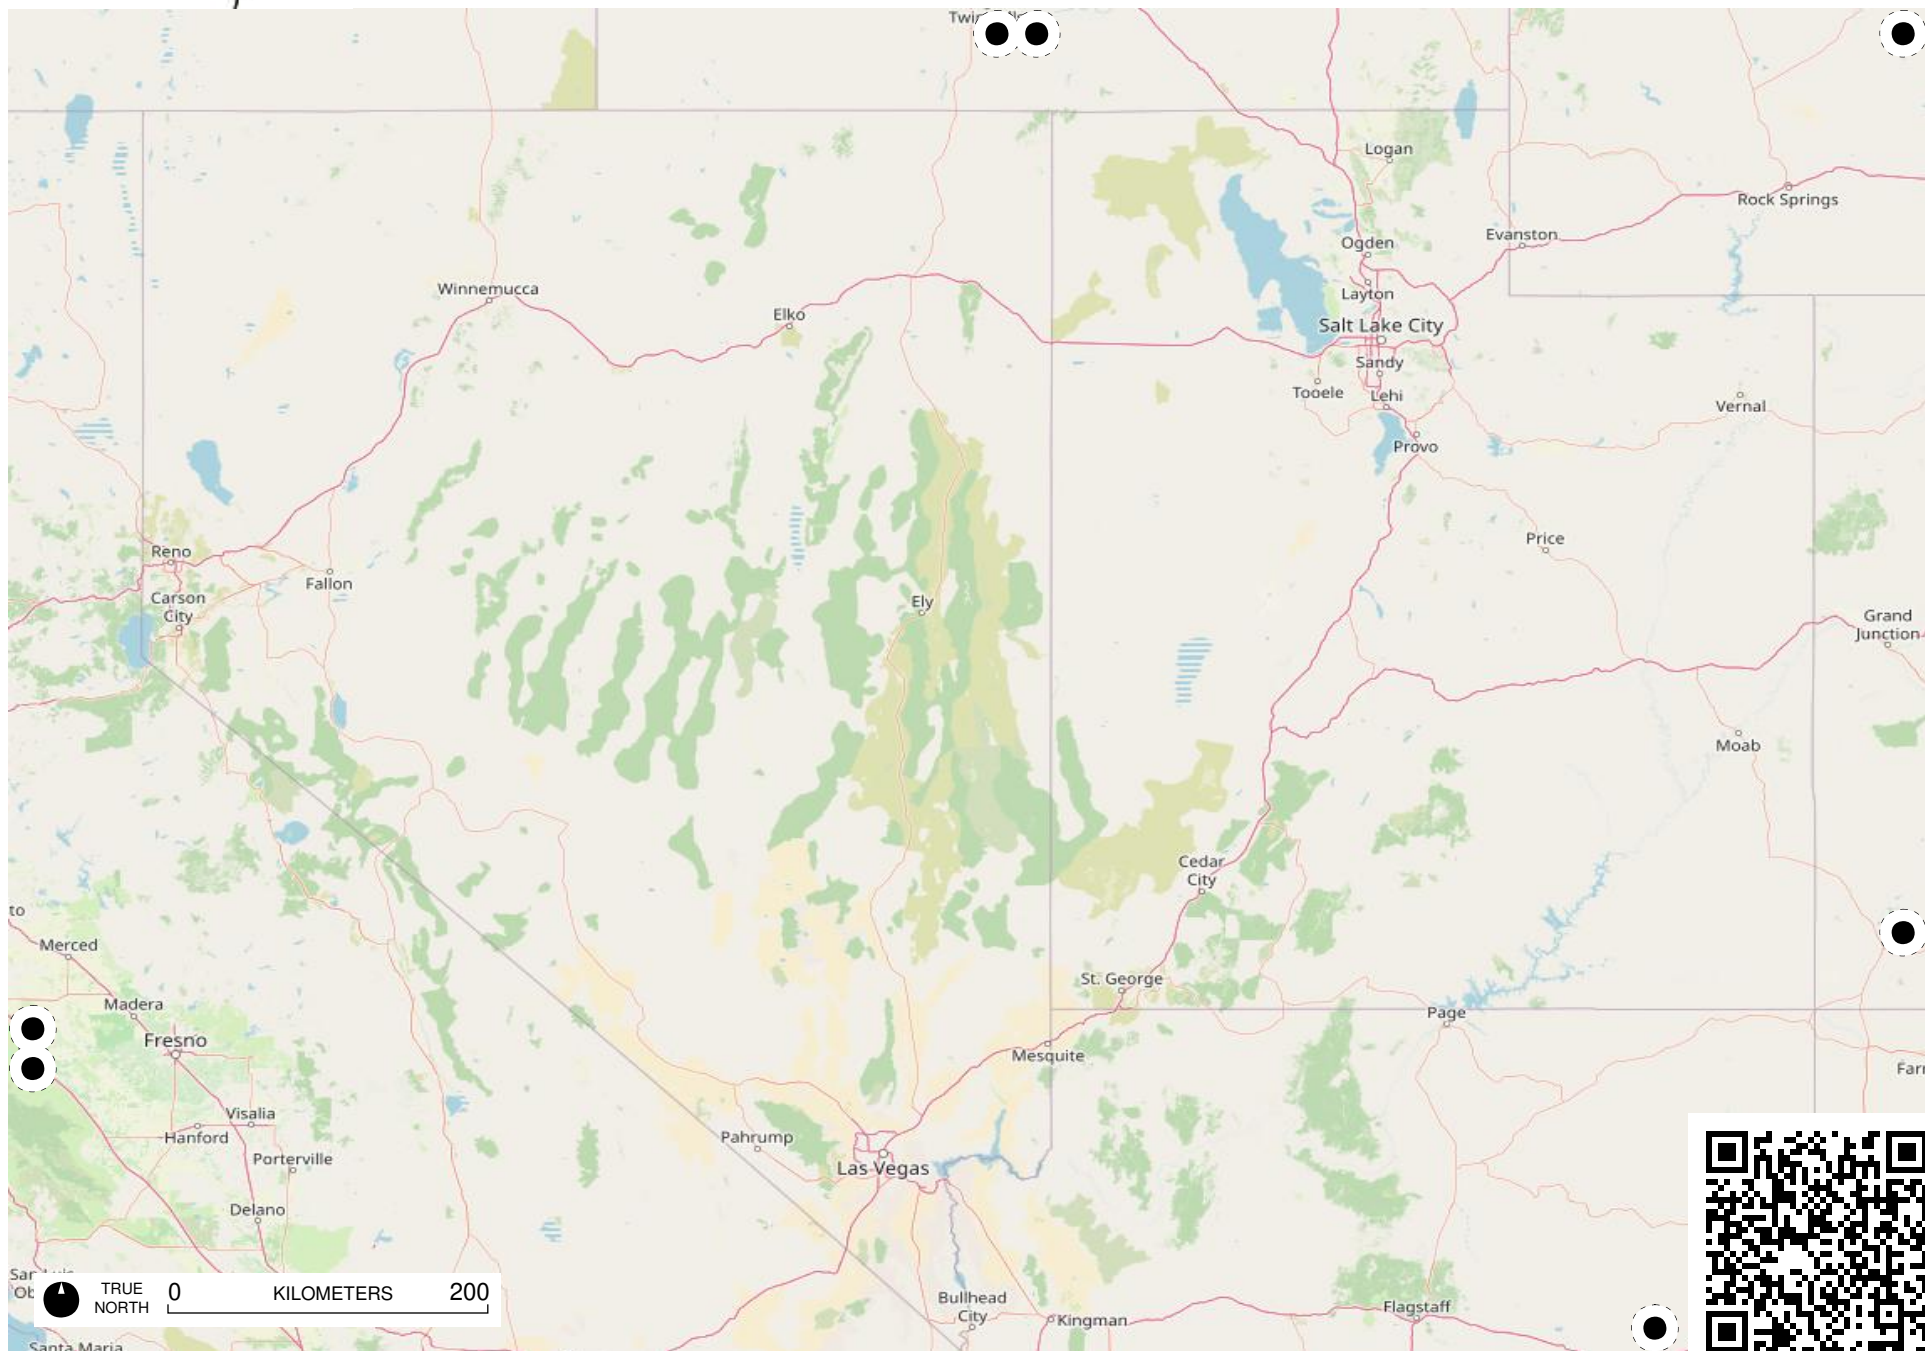 Logan
Rock Springs
Evanston
Ogden
Winnemucca
Layton
Elko
Salt Lake City
Sandy
Tooele
Lehi
Vernal
Provo
Price
Reno
Fallon
Carson
City
Ely
Grand
Junction
Moab
Cedar
City
to
Merced
St. George
Madera
Page
Fresno
Mesquite
Visalia
Hanford
Pahrump
Porterville
Las Vegas
Delano
TRUE
NORTH
0
KILOMETERS
200
Bullhead
City
Kingman
Flagstaff
Santa Maria